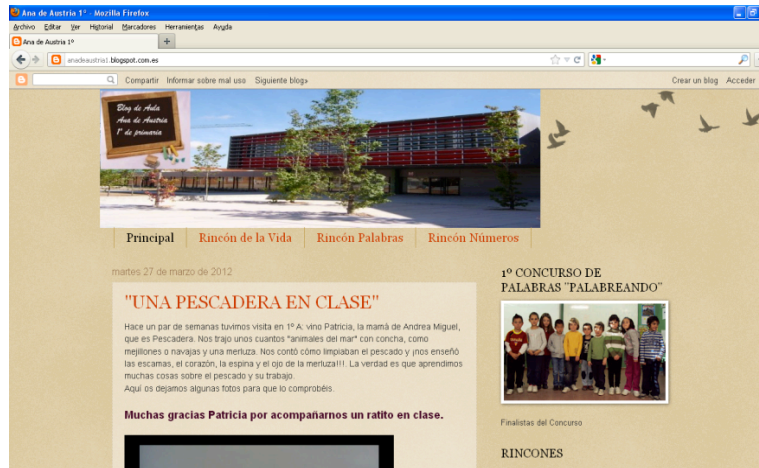 Ana de Austria 1º - Mozilla Firefox
Archivo Editar Ver Historial Marcadores Herramientas Ayuda
Ana de Austria 1º
anadeaustria1.blogspot.com.es
Compartir Informar sobre mal uso Siguiente blog»
Crear un blog Acceder
Blog de Aula
Ana de Austria
1º de primaria
Principal Rincón de la Vida Rincón Palabras Rincón Números
martes 27 de marzo de 2012
"UNA PESCADERA EN CLASE"
Hace un par de semanas tuvimos visita en 1º A: vino Patricia, la mamá de Andrea Miguel,
que es Pescadera. Nos trajo unos cuantos "animales del mar" con concha, como
mejillones o navajas y una merluza. Nos contó cómo limpiaban el pescado y ¡nos enseñó
las escamas, el corazón, la espina y el ojo de la merluza!!!. La verdad es que aprendimos
muchas cosas sobre el pescado y su trabajo.
Aquí os dejamos algunas fotos para que lo comprobéis.
Muchas gracias Patricia por acompañarnos un ratito en clase.
1º CONCURSO DE
PALABRAS "PALABREANDO"
Finalistas del Concurso
RINCONES